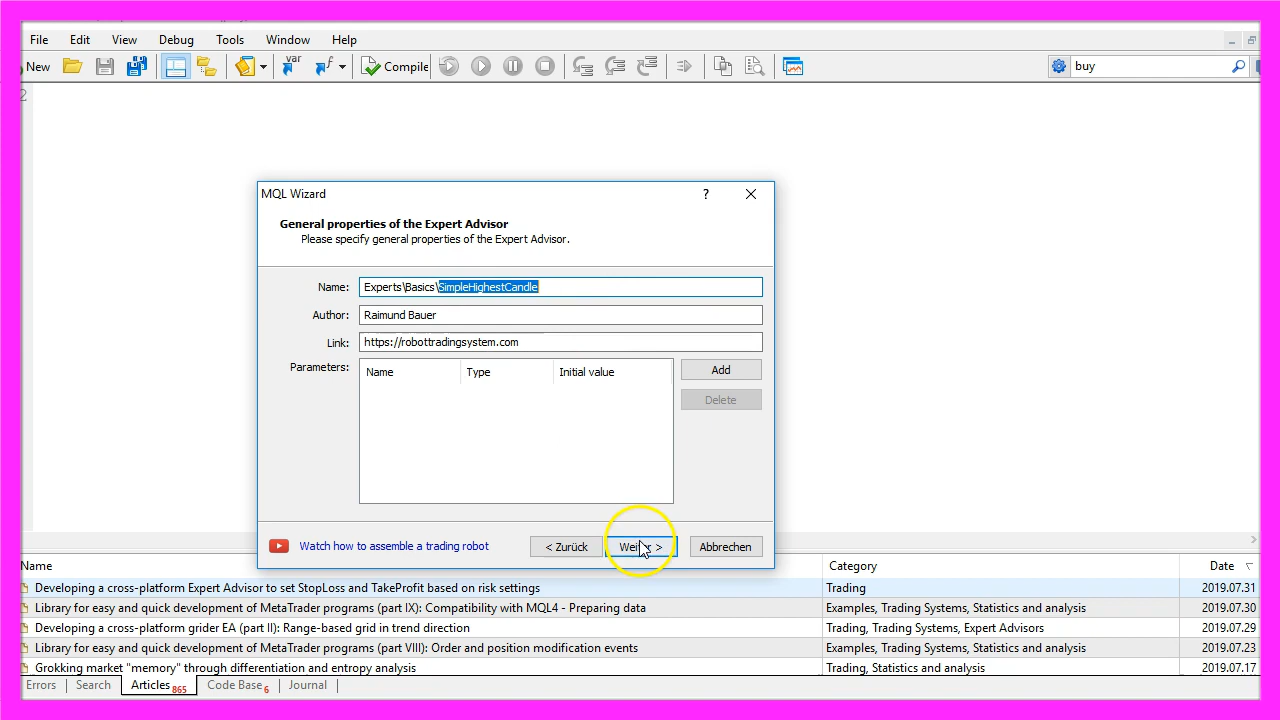 File Edit View Debug Tools Window Help
New var Compile buy
2
MQL Wizard ?
General properties of the Expert Advisor
Please specify general properties of the Expert Advisor.
Name: Experts\Basics\SimpleHighestCandle
Author: Raimund Bauer
Link: https://robottradingsystem.com
Parameters: Name Type Initial value Add
Delete
Watch how to assemble a trading robot < Zurück > Abbrechen
Name Category Date
Developing a cross-platform Expert Advisor to set StopLoss and TakeProfit based on risk settings Trading 2019.07.31
Library for easy and quick development of MetaTrader programs (part IX): Compatibility with MQL4 - Preparing data Examples, Trading Systems, Statistics and analysis 2019.07.30
Developing a cross-platform grider EA (part II): Range-based grid in trend direction Trading, Trading Systems, Expert Advisors 2019.07.29
Library for easy and quick development of MetaTrader programs (part VIII): Order and position modification events Examples, Trading Systems, Statistics and analysis 2019.07.23
Grokking market "memory" through differentiation and entropy analysis Trading, Statistics and analysis 2019.07.17
Errors Search Articles 865 Code Base 6 Journal